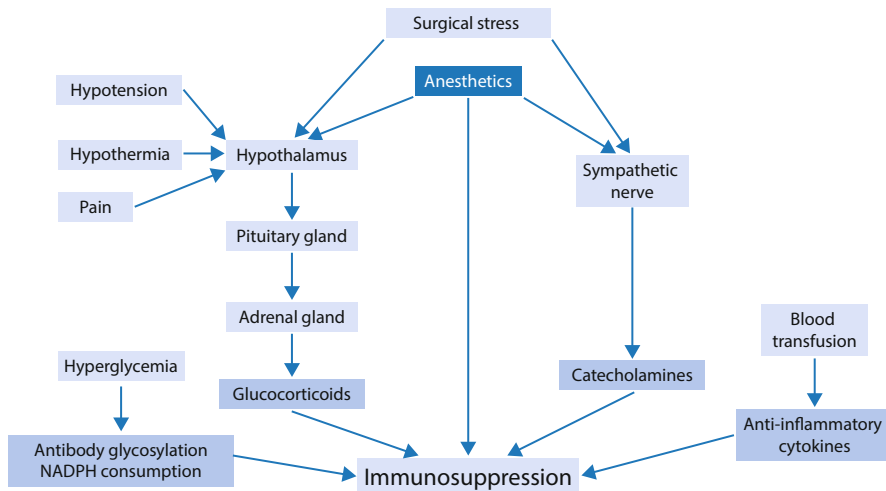 Surgical stress
Anesthetics
Hypotension
Hypothermia
Hypothalamus
Sympathetic
nerve
Pain
Pituitary gland
Adrenal gland
Blood
transfusion
Hyperglycemia
Glucocorticoids
Catecholamines
Antibody glycosylation
NADPH consumption
Anti-inflammatory
cytokines
Immunosuppression